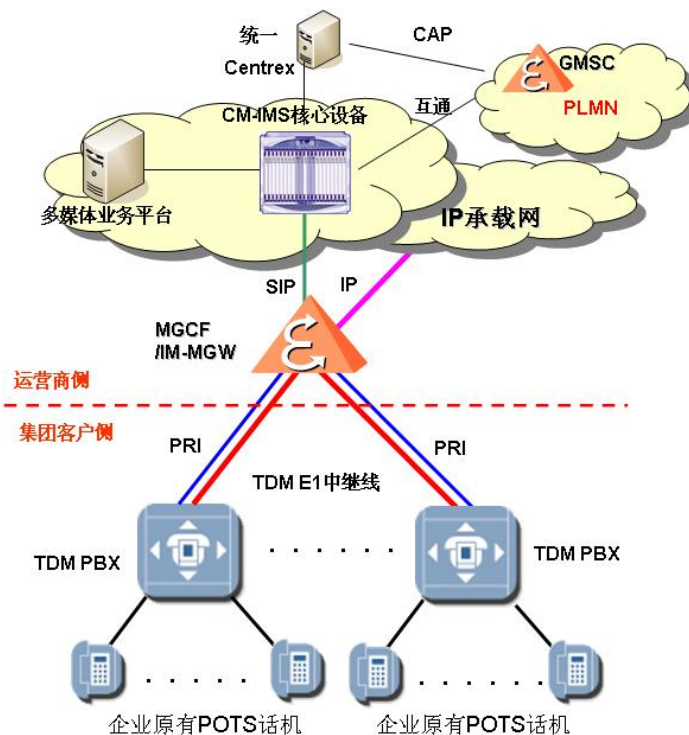 统一
Centrex
CAP
GMSC
PLMN
CM-IMS核心设备
互通
多媒体业务平台
IP承载网
SIP
IP
MGCF
/IM-MGW
运营商侧
集团客户侧
PRI
PRI
TDM E1中继线
TDM PBX
TDM PBX
企业原有POTS话机
企业原有POTS话机